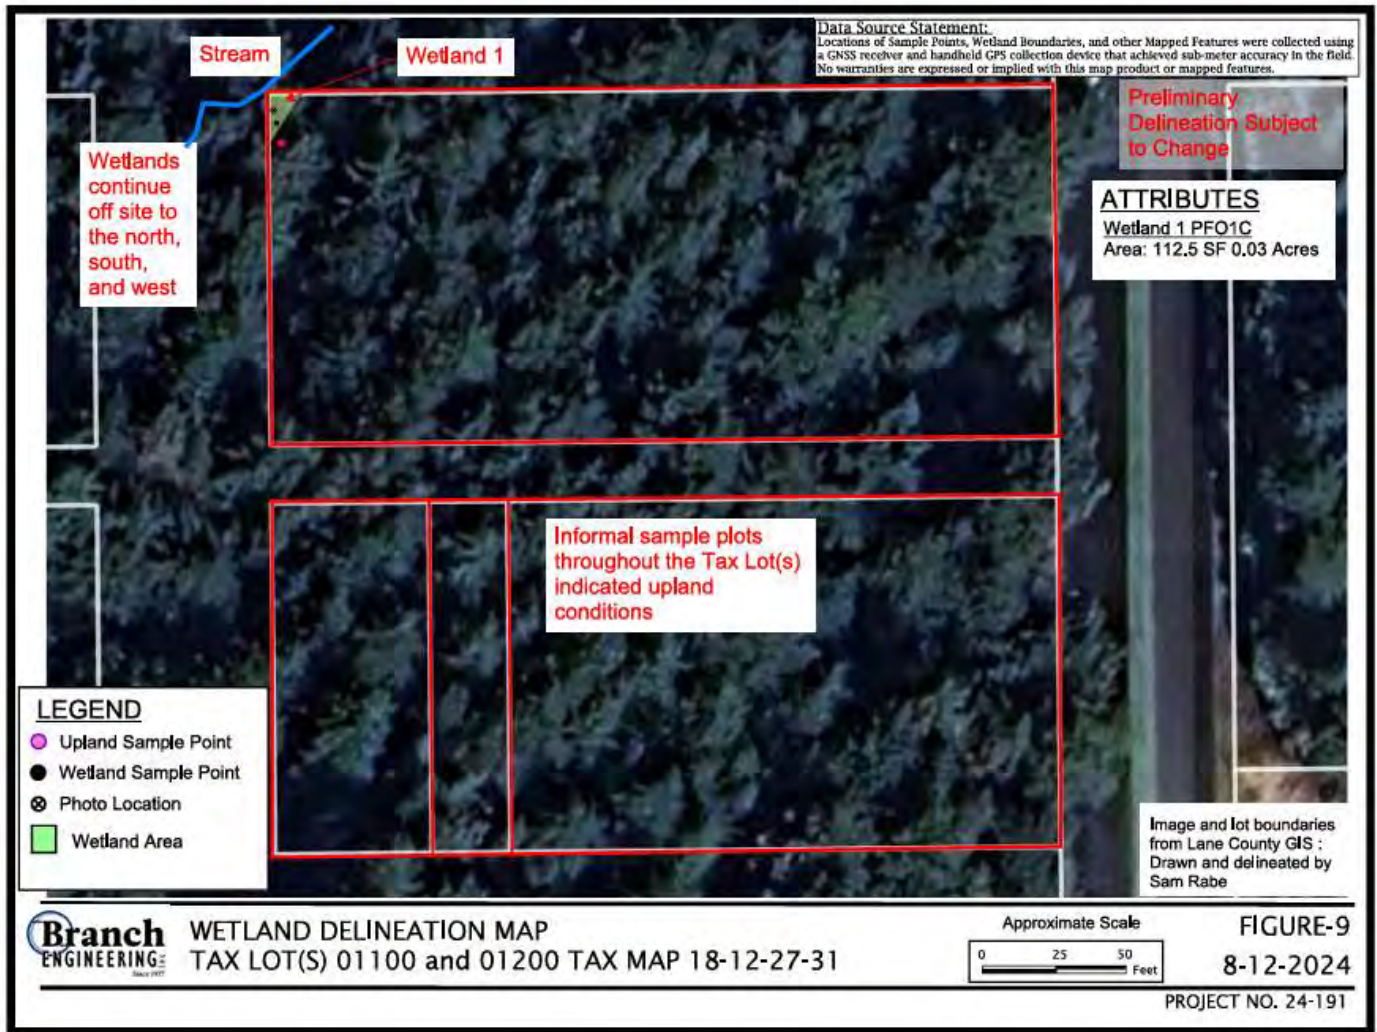 Data Source Statement:
Locations of Sample Points, Wetland Boundaries, and other Mapped Features were collected using
a GNSS receiver and handheld GPS collection device that achieved sub-meter accuracy in the field.
No warranties are expressed or implied with this map product or mapped features.
Stream
Wetland 1
Preliminary
Delineation Subject
to Change
Wetlands
continue
off site to
the north,
south,
and west
ATTRIBUTES
Wetland 1 PFO1C
Area: 112.5 SF 0.03 Acres
Informal sample plots
throughout the Tax Lot(s)
indicated upland
conditions
LEGEND
Upland Sample Point
Wetland Sample Point
Photo Location
Wetland Area
Image and lot boundaries
from Lane County GIS :
Drawn and delineated by
Sam Rabe
Branch
ENGINEERING INC
Since 1977
WETLAND DELINEATION MAP
TAX LOT(S) 01100 and 01200 TAX MAP 18-12-27-31
Approximate Scale
0 25 50
Feet
FIGURE-9
8-12-2024
PROJECT NO. 24-191